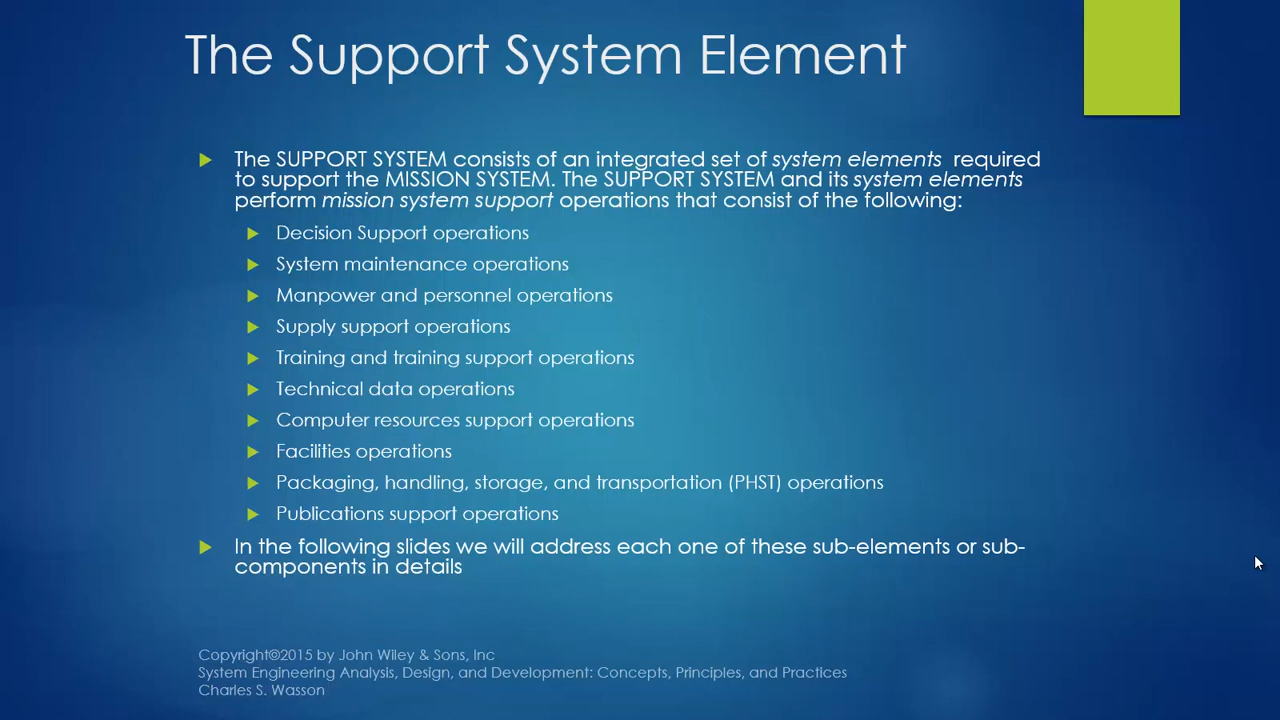 The Support System Element
The SUPPORT SYSTEM consists of an integrated set of system elements required
to support the MISSION SYSTEM. The SUPPORT SYSTEM and its system elements
perform mission system support operations that consist of the following:
Decision Support operations
System maintenance operations
Manpower and personnel operations
Supply support operations
Training and training support operations
Technical data operations
Computer resources support operations
Facilities operations
Packaging, handling, storage, and transportation (PHST) operations
Publications support operations
In the following slides we will address each one of these sub-elements or sub-
components in details
Copyright©2015 by John Wiley & Sons, Inc
System Engineering Analysis, Design, and Development: Concepts, Principles, and Practices
Charles S. Wasson